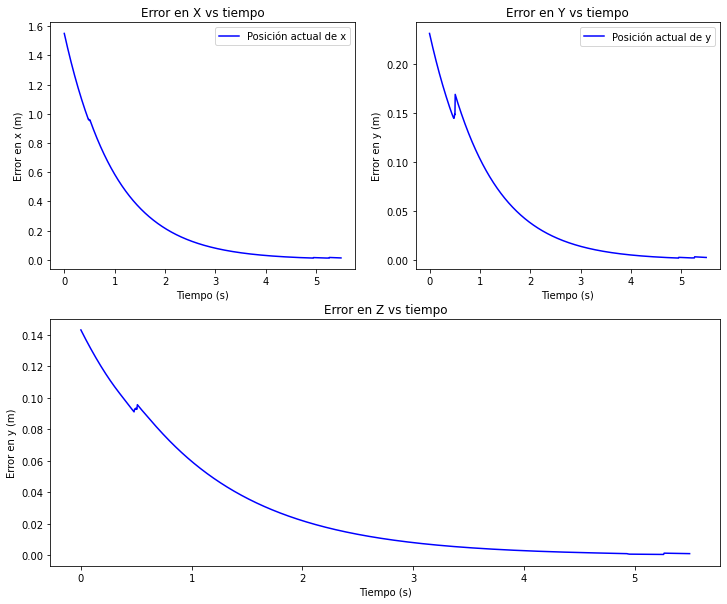 Error en X vs tiempo
Posición actual de x
Error en x (m)
1.6
1.4
1.2
1.0
0.8
0.6
0.4
0.2
0.0
0 1 2 3 4 5
Tiempo (s)
Error en Y vs tiempo
Posición actual de y
Error en y (m)
0.20
0.15
0.10
0.05
0.00
0 1 2 3 4 5
Tiempo (s)
Error en Z vs tiempo
Error en y (m)
0.14
0.12
0.10
0.08
0.06
0.04
0.02
0.00
0 1 2 3 4 5
Tiempo (s)